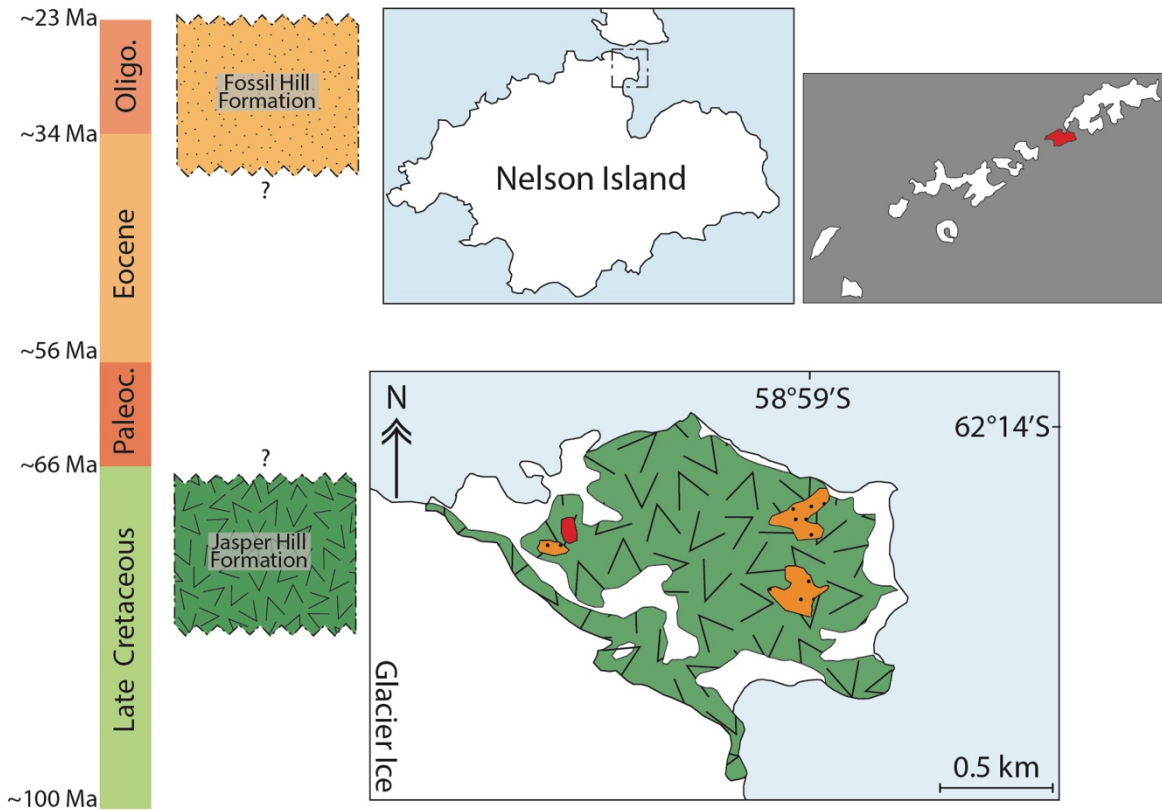 ~23 Ma
Oligo.
~34 Ma
Eocene
~56 Ma
Paleoc.
~66 Ma
Late Cretaceous
~100 Ma
Fossil Hill
Formation
?
?
Jasper Hill
Formation
Nelson Island
N
58°59'S
62°14'S
Glacier Ice
0.5 km